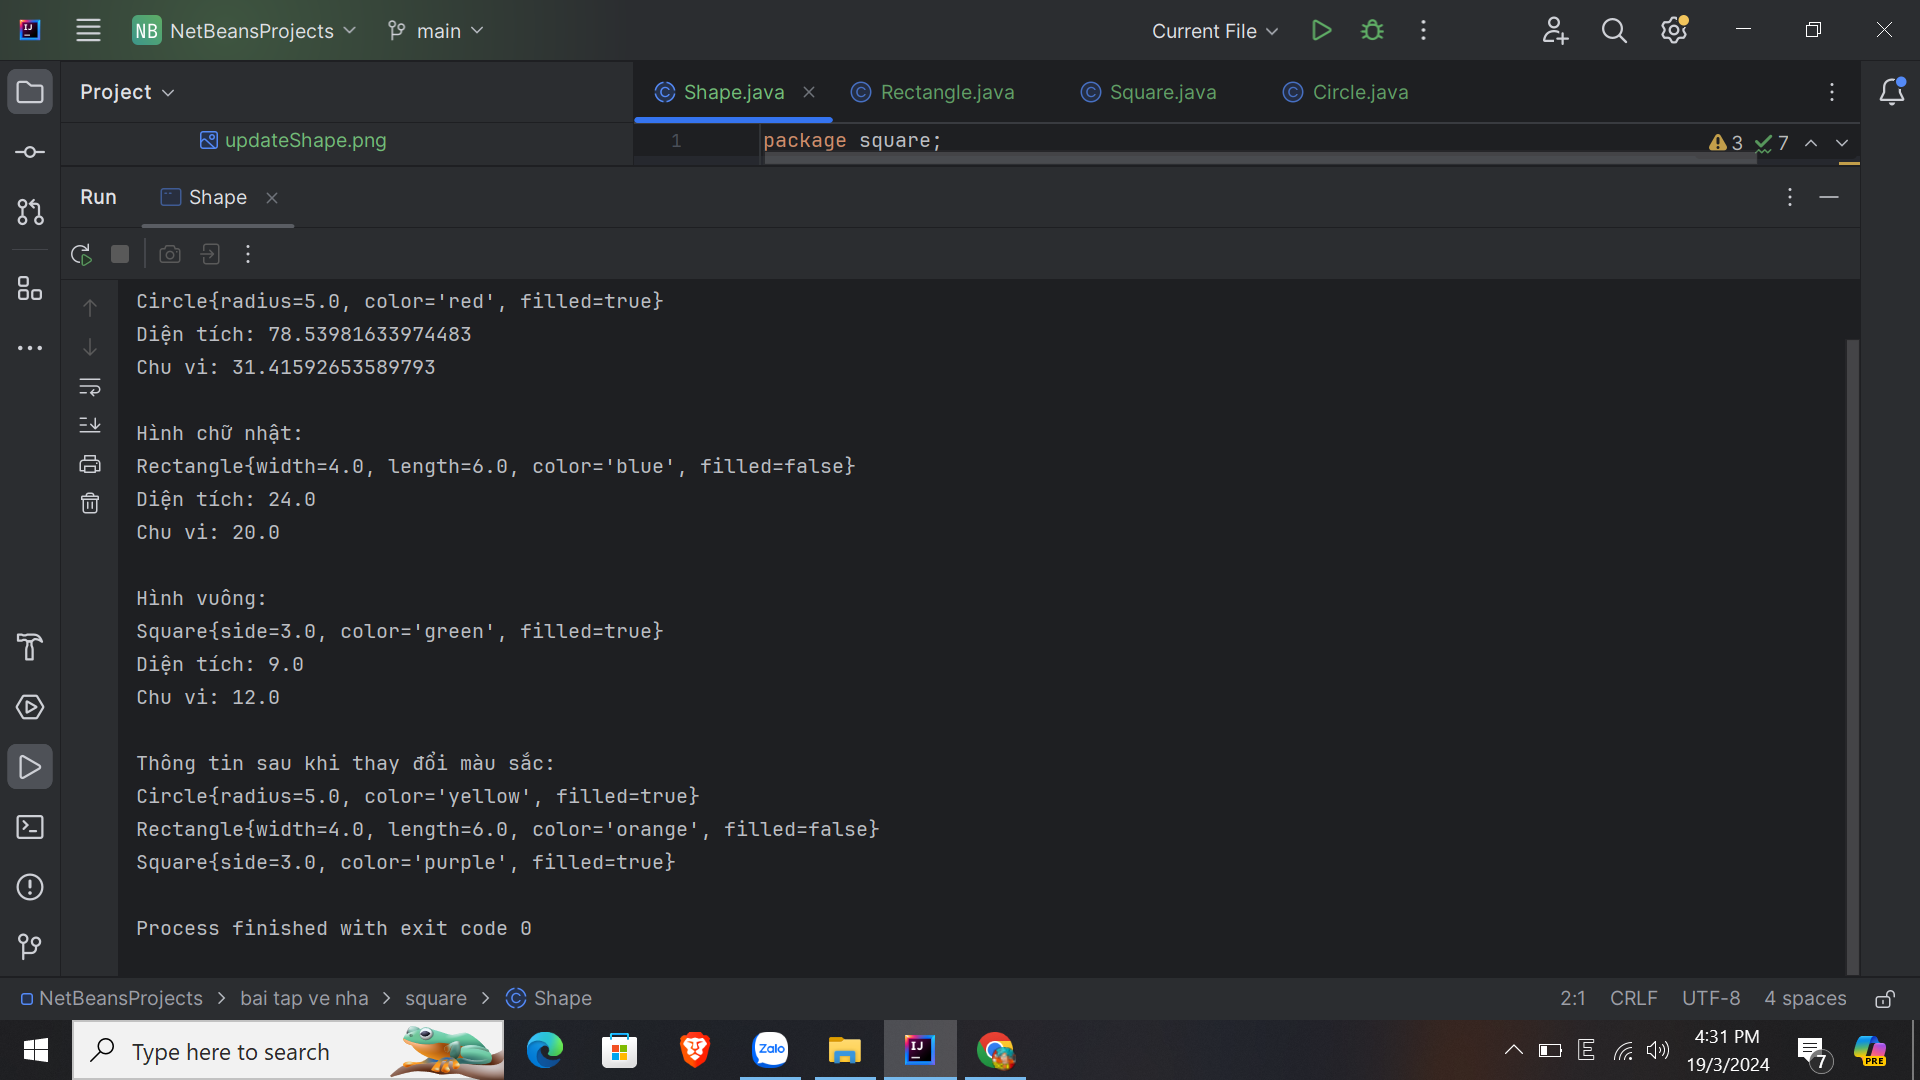 NB NetBeansProjects main Current File
Project
Shape.java Rectangle.java Square.java Circle.java
updateShape.png
1 package square; 3 7
Run Shape
Circle{radius=5.0, color='red', filled=true}
Diện tích: 78.53981633974483
Chu vi: 31.41592653589793
Hình chữ nhật:
Rectangle{width=4.0, length=6.0, color='blue', filled=false}
Diện tích: 24.0
Chu vi: 20.0
Hình vuông:
Square{side=3.0, color='green', filled=true}
Diện tích: 9.0
Chu vi: 12.0
Thông tin sau khi thay đổi màu sắc:
Circle{radius=5.0, color='yellow', filled=true}
Rectangle{width=4.0, length=6.0, color='orange', filled=false}
Square{side=3.0, color='purple', filled=true}
Process finished with exit code 0
NetBeansProjects > bai tap ve nha > square > Shape 2:1 CRLF UTF-8 4 spaces
Type here to search Zalo IJ E 4:31 PM 7 PRE
19/3/2024